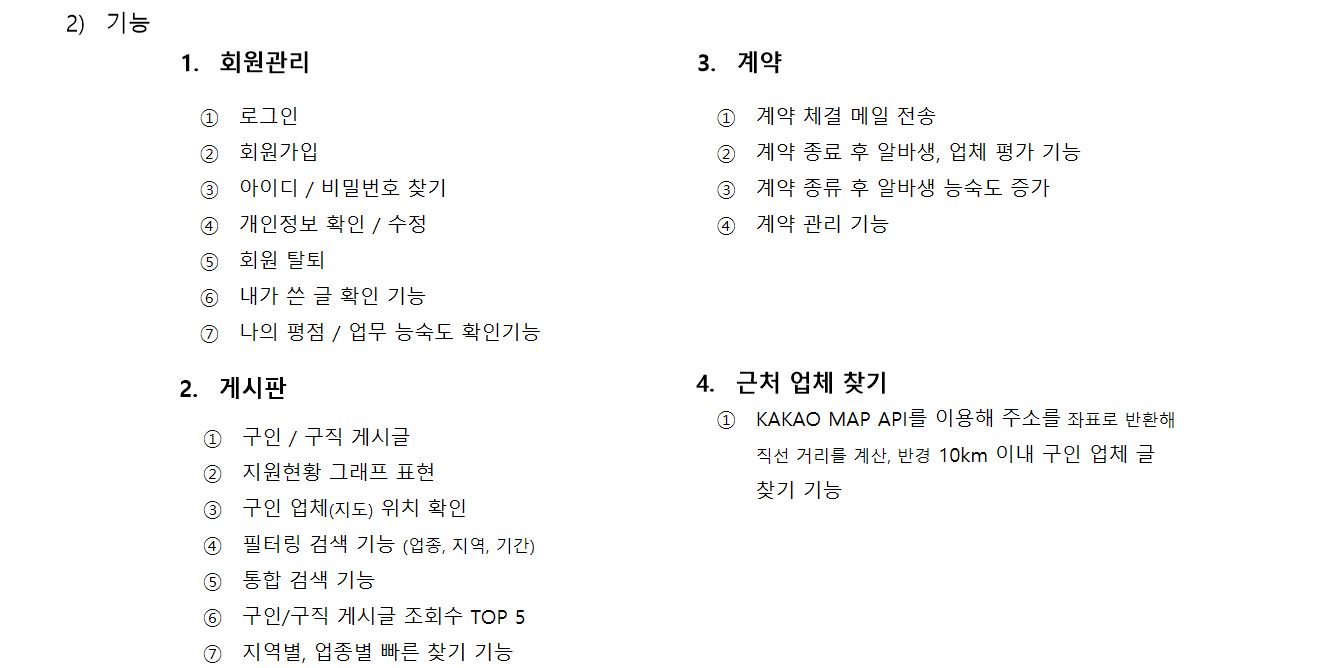 2) 기능
1. 회원관리
① 로그인
② 회원가입
③ 아이디 / 비밀번호 찾기
④ 개인정보 확인 / 수정
⑤ 회원 탈퇴
⑥ 내가 쓴 글 확인 기능
⑦ 나의 평점 / 업무 능숙도 확인기능
2. 게시판
① 구인 / 구직 게시글
② 지원현황 그래프 표현
③ 구인 업체(지도) 위치 확인
④ 필터링 검색 기능 (업종, 지역, 기간)
⑤ 통합 검색 기능
⑥ 구인/구직 게시글 조회수 TOP 5
⑦ 지역별, 업종별 빠른 찾기 기능
3. 계약
① 계약 체결 메일 전송
② 계약 종료 후 알바생, 업체 평가 기능
③ 계약 종류 후 알바생 능숙도 증가
④ 계약 관리 기능
4. 근처 업체 찾기
① KAKAO MAP API를 이용해 주소를 좌표로 반환해
직선 거리를 계산, 반경 10km 이내 구인 업체 글
찾기 기능